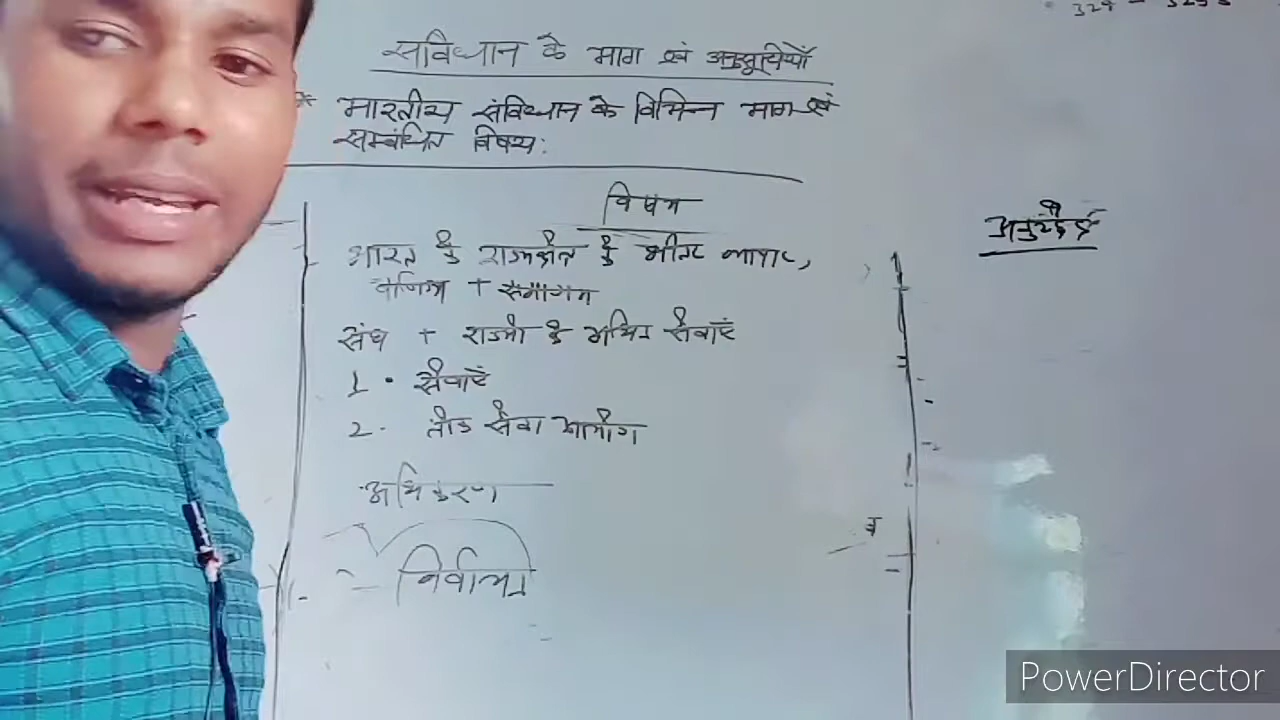 संविधान के भाग एवं अनुसूचियाँ
* भारतीय संविधान के विभिन्न भाग एवं
सम्बंधित विषय:
विषय
अनुच्छेद
भारत के राज्यक्षेत्र के भीतर व्यापार,
वाणिज्य + समागम
संघ + राज्यों के अधिन सेवाएँ
1. सेवाएँ
2. लोक सेवा आयोग
अधिकरण
निर्वाचन
PowerDirector